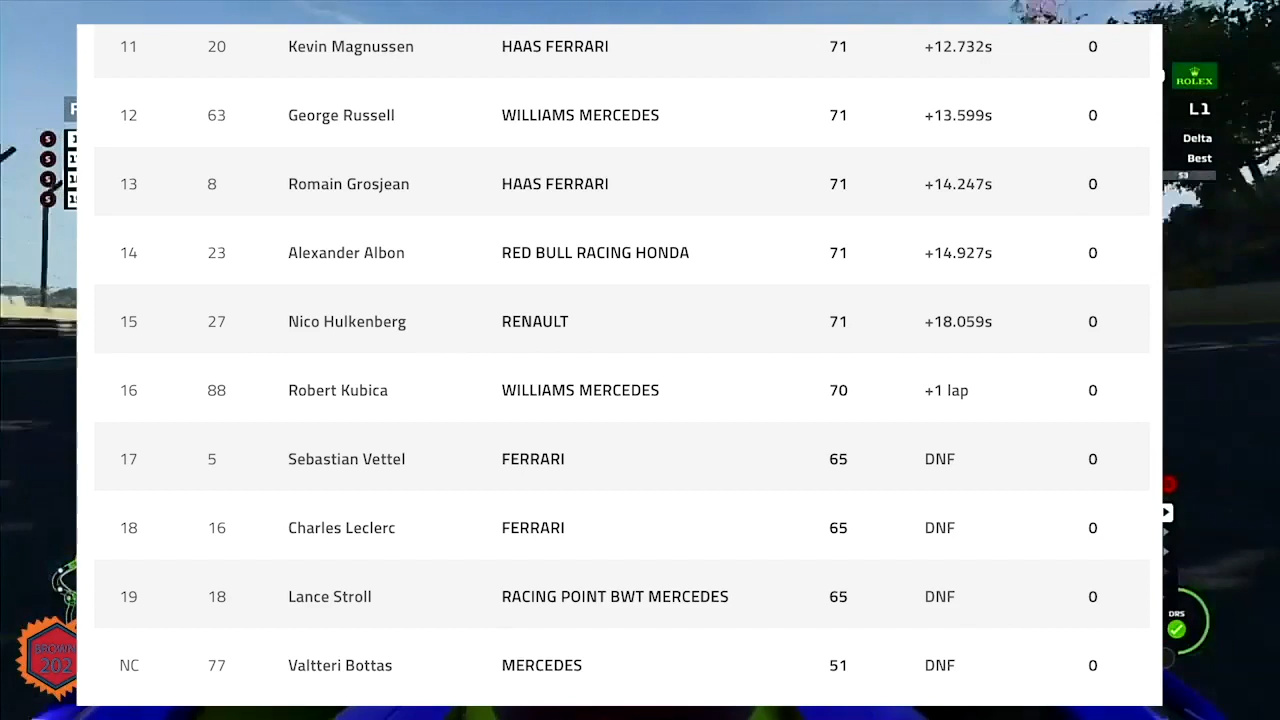 11 20 Kevin Magnussen HAAS FERRARI 71 +12.732s 0
12 63 George Russell WILLIAMS MERCEDES 71 +13.599s 0
13 8 Romain Grosjean HAAS FERRARI 71 +14.247s 0
14 23 Alexander Albon RED BULL RACING HONDA 71 +14.927s 0
15 27 Nico Hulkenberg RENAULT 71 +18.059s 0
16 88 Robert Kubica WILLIAMS MERCEDES 70 +1 lap 0
17 5 Sebastian Vettel FERRARI 65 DNF 0
18 16 Charles Leclerc FERRARI 65 DNF 0
19 18 Lance Stroll RACING POINT BWT MERCEDES 65 DNF 0
NC 77 Valtteri Bottas MERCEDES 51 DNF 0
ROLEX
L1
Delta
Best
S3
DRS
S
S
S
S
202